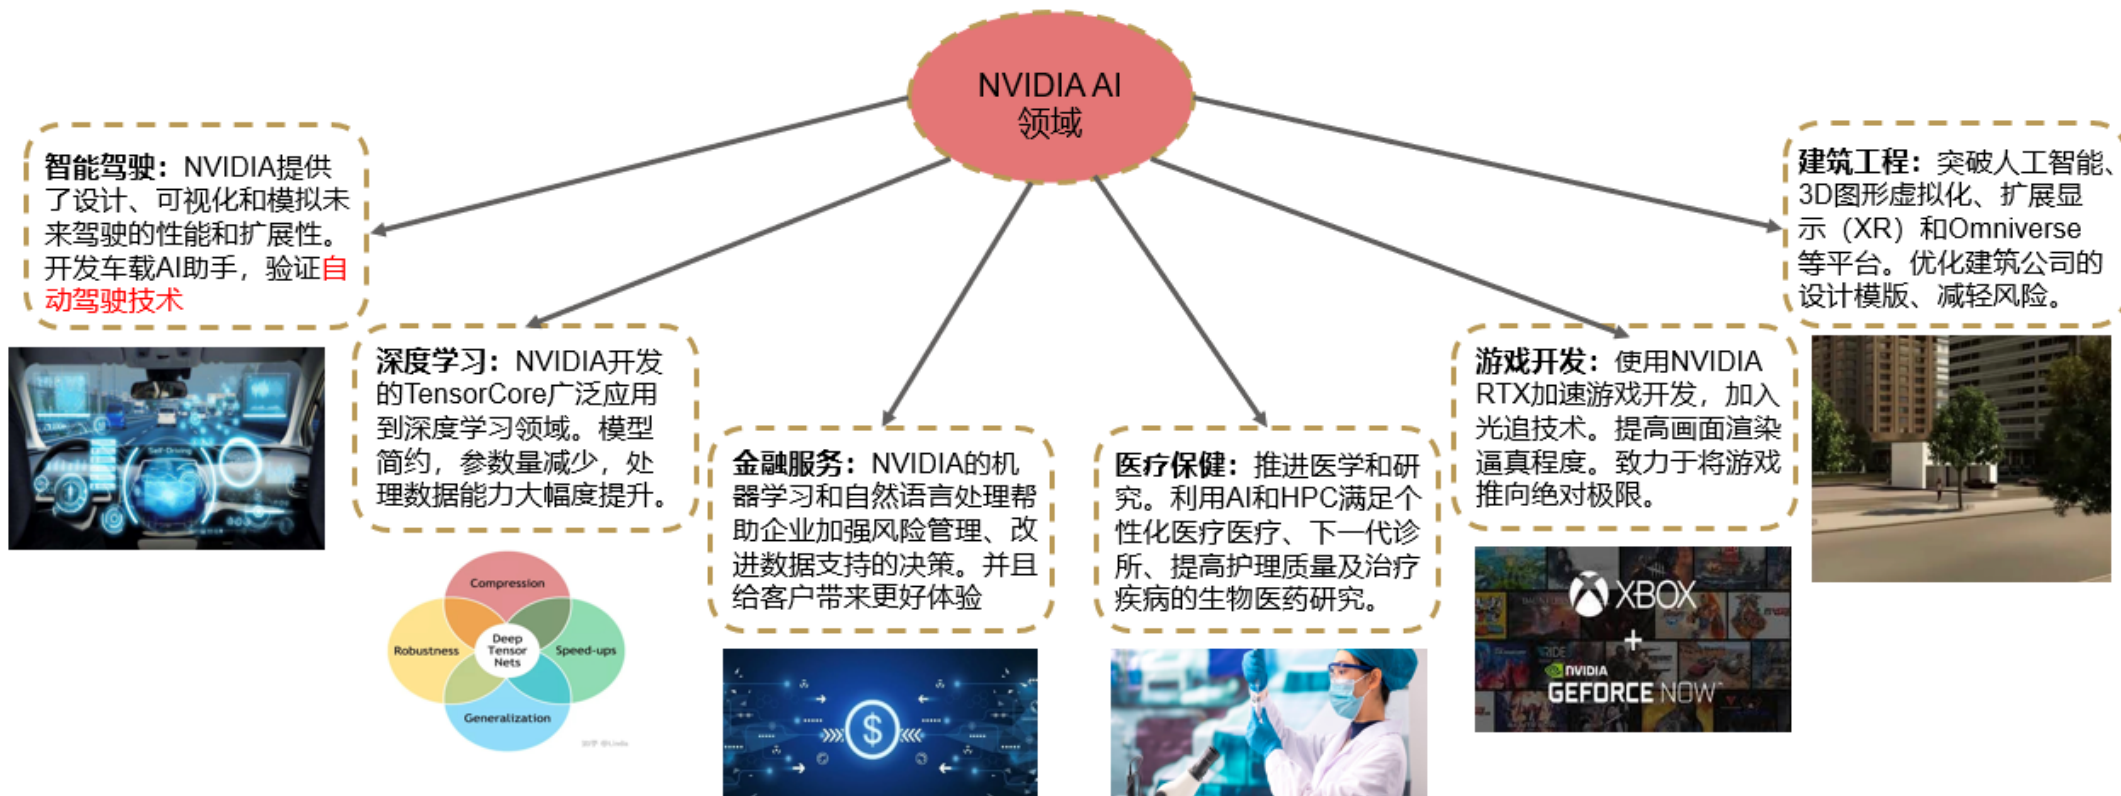 NVIDIA AI
领域
智能驾驶：NVIDIA提供
了设计、可视化和模拟未
来驾驶的性能和扩展性。
开发车载AI助手，验证自
动驾驶技术
深度学习：NVIDIA开发
的TensorCore广泛应用
到深度学习领域。模型
简约，参数量减少，处
理数据能力大幅度提升。
金融服务：NVIDIA的机
器学习和自然语言处理帮
助企业加强风险管理、改
进数据支持的决策。并且
给客户带来更好体验
医疗保健：推进医学和研
究。利用AI和HPC满足个
性化医疗医疗、下一代诊
所、提高护理质量及治疗
疾病的生物医药研究。
游戏开发：使用NVIDIA
RTX加速游戏开发，加入
光追技术。提高画面渲染
逼真程度。致力于将游戏
推向绝对极限。
建筑工程：突破人工智能、
3D图形虚拟化、扩展显
示（XR）和Omniverse
等平台。优化建筑公司的
设计模版、减轻风险。
Self-Driving
Compression
Robustness
Deep
Tensor
Nets
Speed-ups
Generalization
知乎 @Linda
$
XBOX
+
NVIDIA
GEFORCE NOW
RIDE